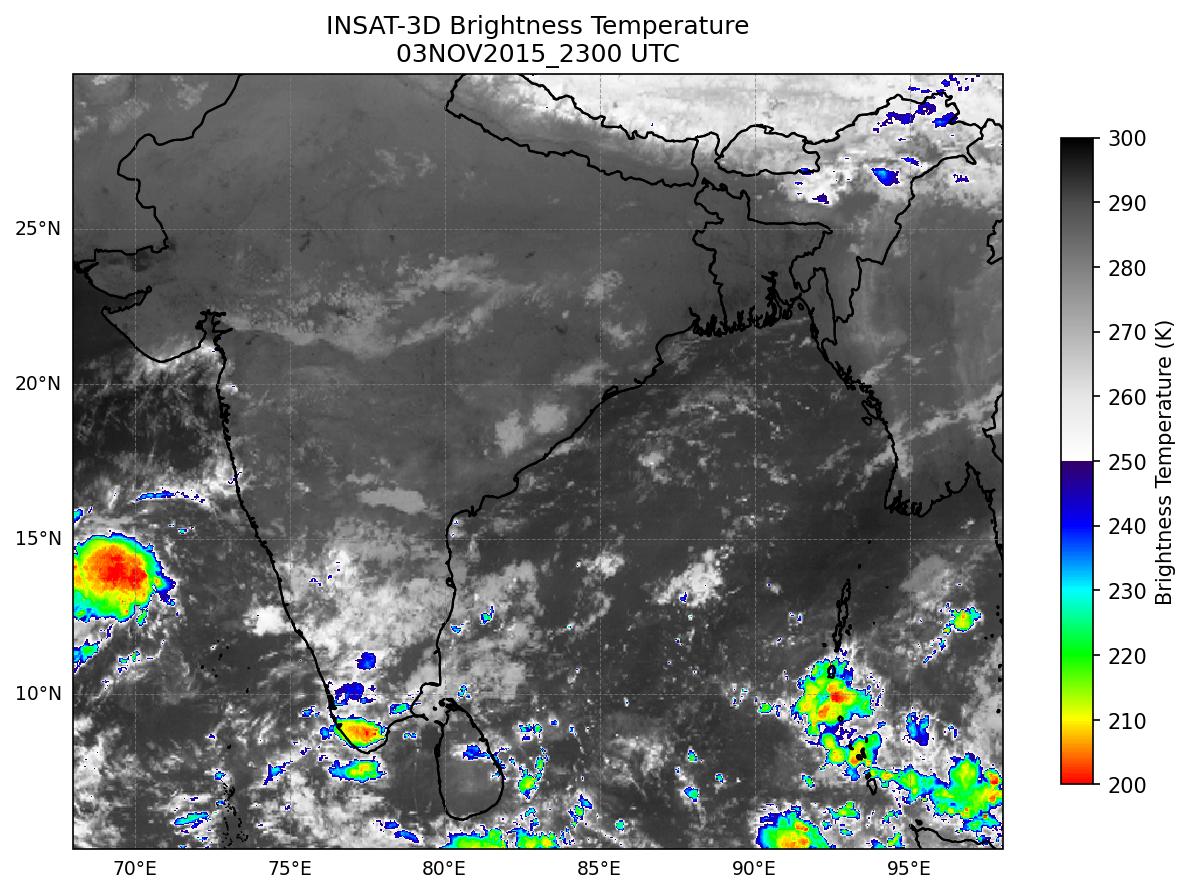 INSAT-3D Brightness Temperature
03NOV2015_2300 UTC
25°N
20°N
15°N
10°N
70°E
75°E
80°E
85°E
90°E
95°E
300
290
280
270
260
250
240
230
220
210
200
Brightness Temperature (K)